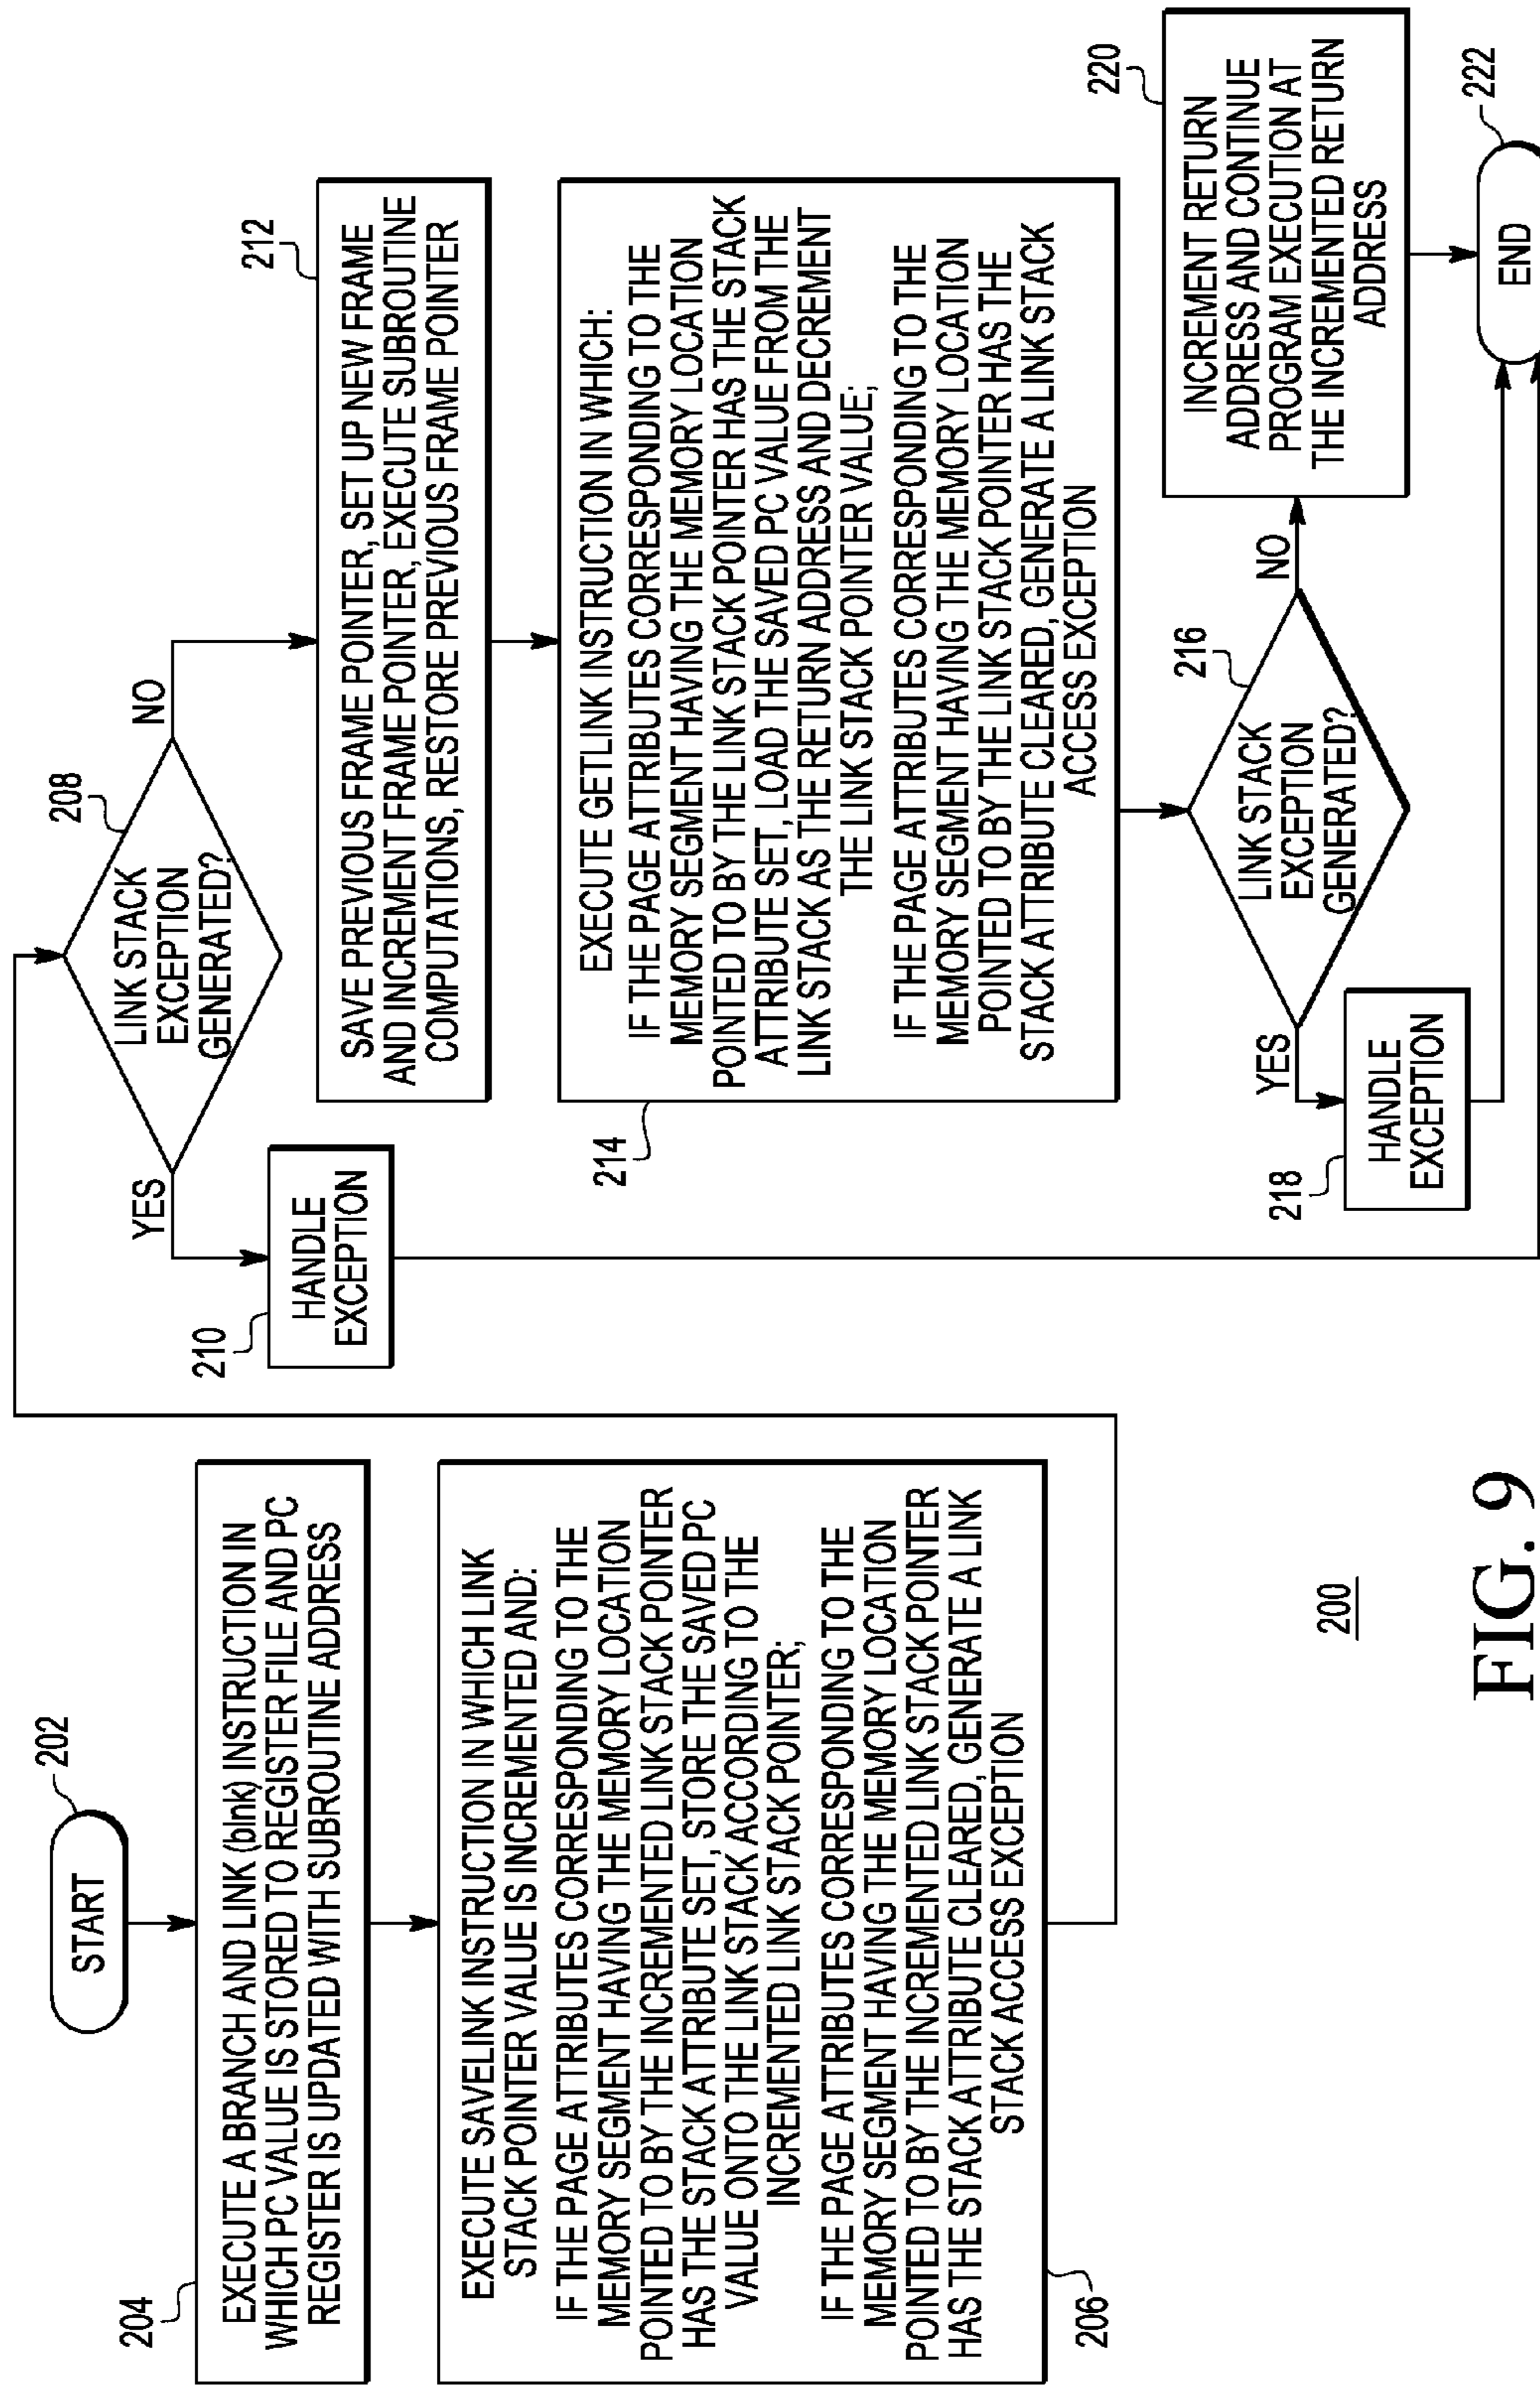 202
START
204
EXECUTE A BRANCH AND LINK (blnk) INSTRUCTION IN
WHICH PC VALUE IS STORED TO REGISTER FILE AND PC
REGISTER IS UPDATED WITH SUBROUTINE ADDRESS
EXECUTE SAVELINK INSTRUCTION IN WHICH LINK
STACK POINTER VALUE IS INCREMENTED AND:
IF THE PAGE ATTRIBUTES CORRESPONDING TO THE
MEMORY SEGMENT HAVING THE MEMORY LOCATION
POINTED TO BY THE INCREMENTED LINK STACK POINTER
HAS THE STACK ATTRIBUTE SET, STORE THE SAVED PC
VALUE ONTO THE LINK STACK ACCORDING TO THE
INCREMENTED LINK STACK POINTER;
IF THE PAGE ATTRIBUTES CORRESPONDING TO THE
MEMORY SEGMENT HAVING THE MEMORY LOCATION
POINTED TO BY THE INCREMENTED LINK STACK POINTER
HAS THE STACK ATTRIBUTE CLEARED, GENERATE A LINK
STACK ACCESS EXCEPTION
206
208
LINK STACK
EXCEPTION
GENERATED?
YES
NO
210
HANDLE
EXCEPTION
212
SAVE PREVIOUS FRAME POINTER, SET UP NEW FRAME
AND INCREMENT FRAME POINTER, EXECUTE SUBROUTINE
COMPUTATIONS, RESTORE PREVIOUS FRAME POINTER
214
EXECUTE GETLINK INSTRUCTION IN WHICH:
IF THE PAGE ATTRIBUTES CORRESPONDING TO THE
MEMORY SEGMENT HAVING THE MEMORY LOCATION
POINTED TO BY THE LINK STACK POINTER HAS THE STACK
ATTRIBUTE SET, LOAD THE SAVED PC VALUE FROM THE
LINK STACK AS THE RETURN ADDRESS AND DECREMENT
THE LINK STACK POINTER VALUE;
IF THE PAGE ATTRIBUTES CORRESPONDING TO THE
MEMORY SEGMENT HAVING THE MEMORY LOCATION
POINTED TO BY THE LINK STACK POINTER HAS THE
STACK ATTRIBUTE CLEARED, GENERATE A LINK STACK
ACCESS EXCEPTION
216
LINK STACK
EXCEPTION
GENERATED?
YES
NO
218
HANDLE
EXCEPTION
220
INCREMENT RETURN
ADDRESS AND CONTINUE
PROGRAM EXECUTION AT
THE INCREMENTED RETURN
ADDRESS
222
END
200
FIG. 9